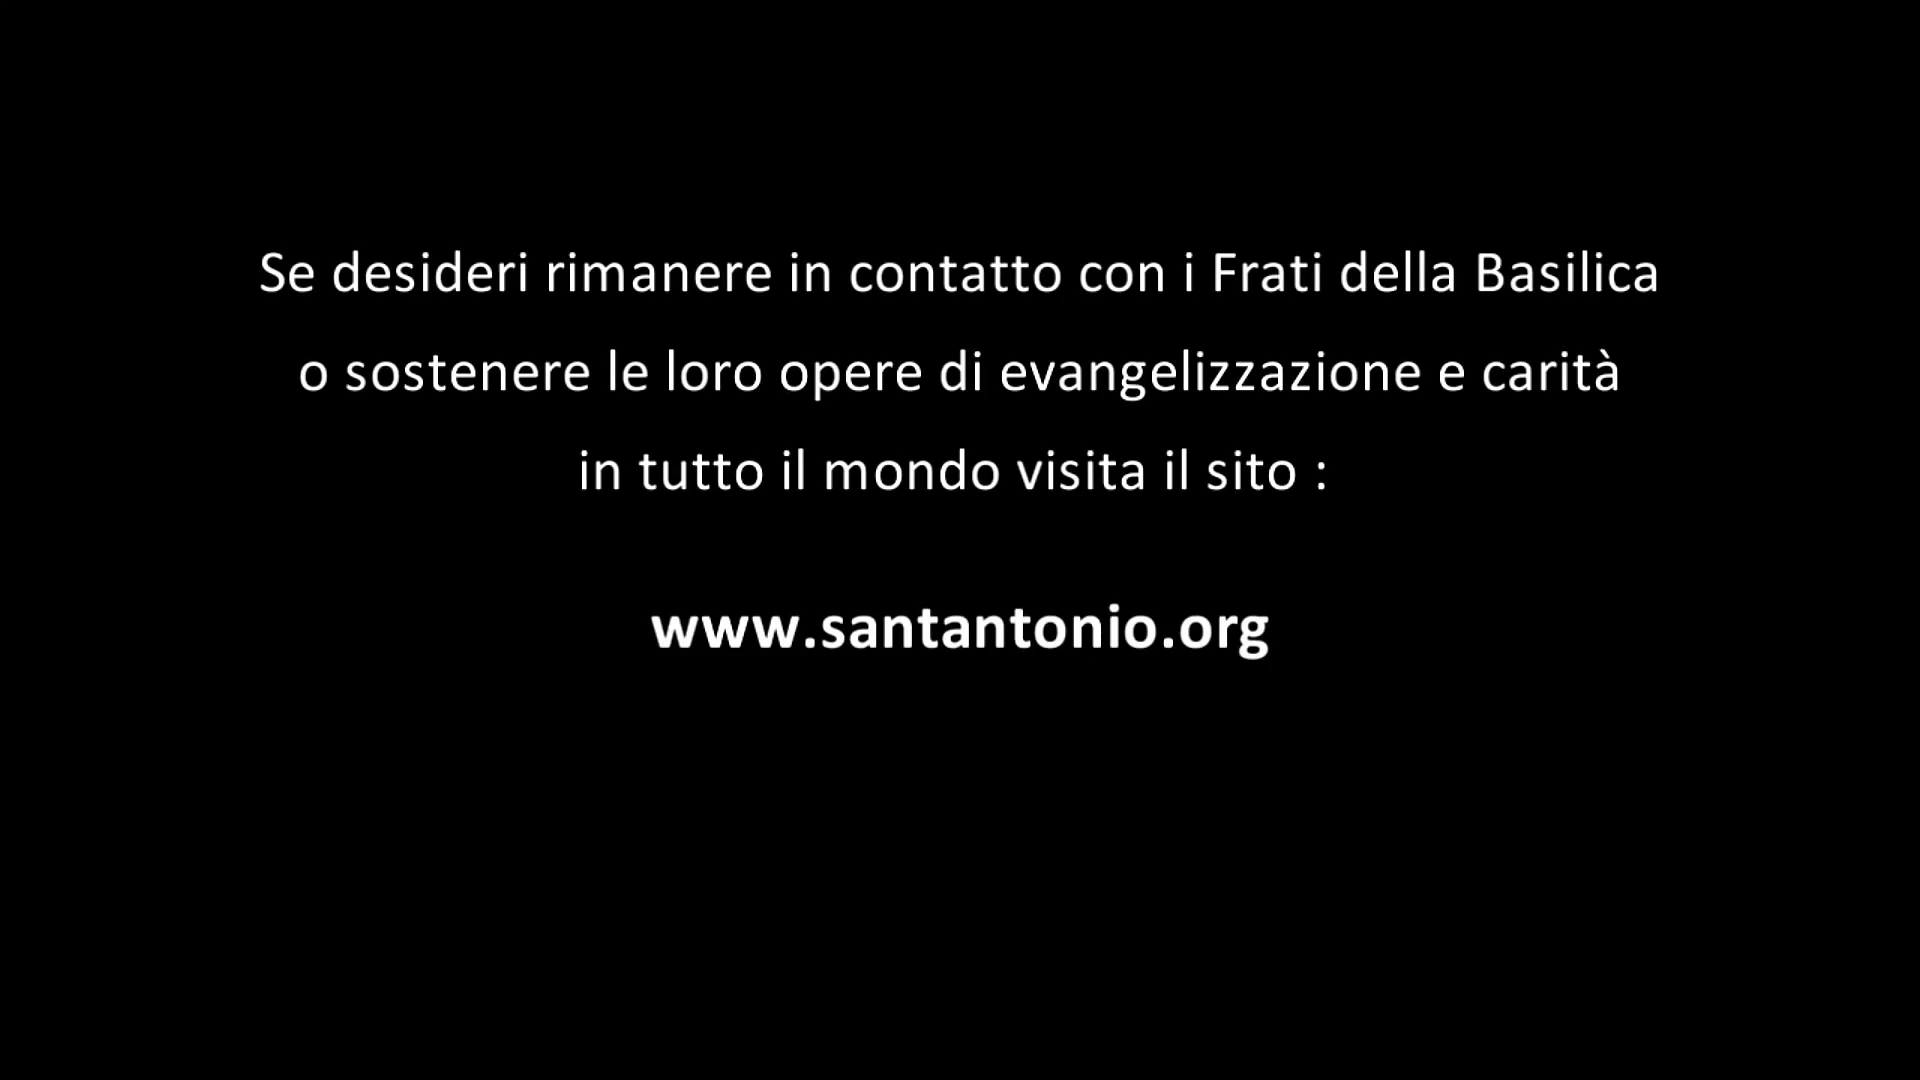 Se desideri rimanere in contatto con i Frati della Basilica
o sostenere le loro opere di evangelizzazione e carità
in tutto il mondo visita il sito :
www.santantonio.org